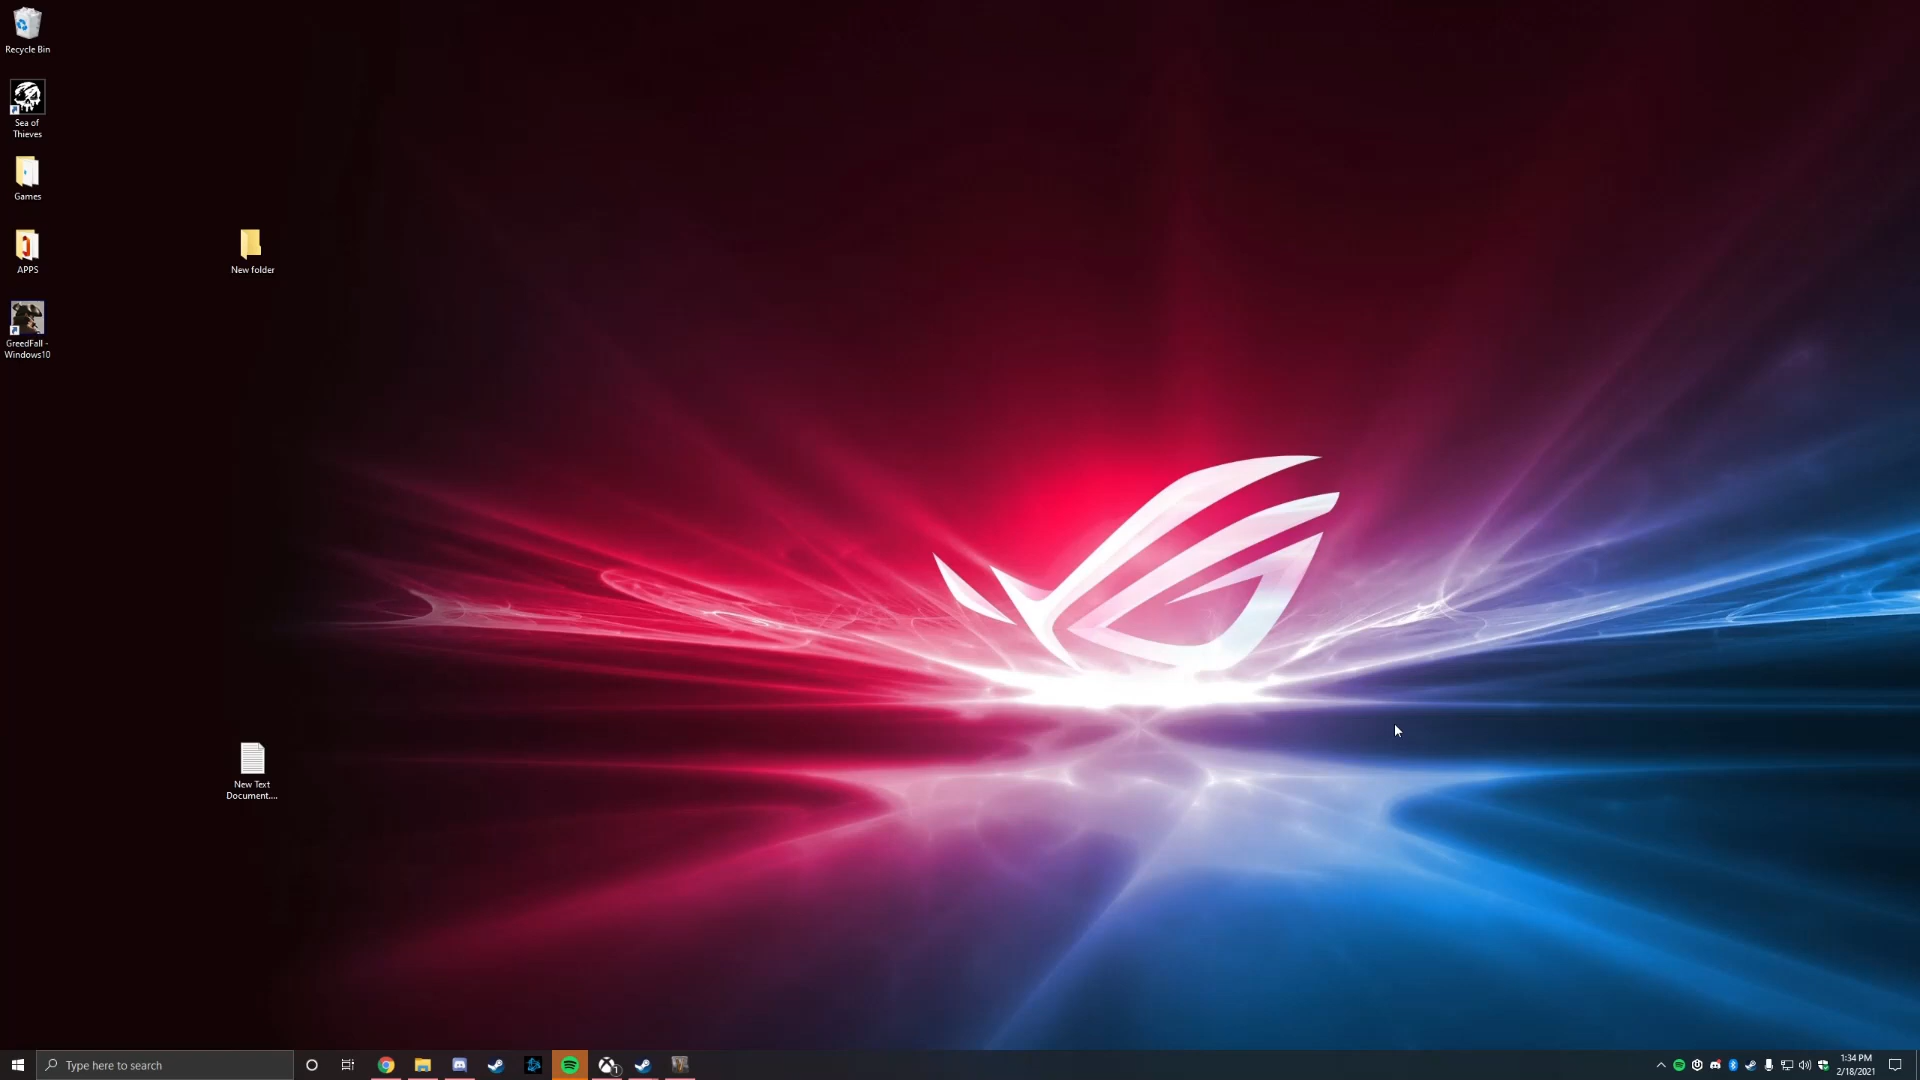 Recycle Bin
Sea of
Thieves
Games
APPS
New folder
GreedFall -
Windows10
New Text
Document....
Type here to search
1
1:34 PM
2/18/2021